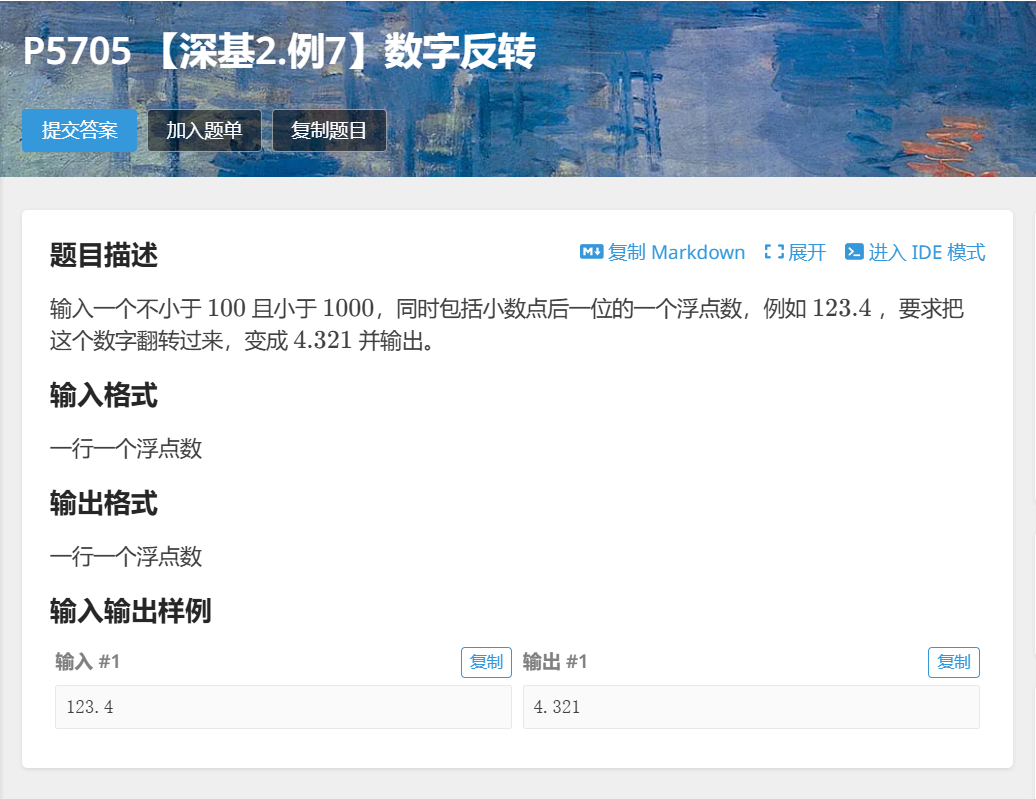 P5705 【深基2.例7】数字反转
提交答案 加入题单 复制题目
题目描述 复制 Markdown 展开 进入 IDE 模式
输入一个不小于 100 且小于 1000，同时包括小数点后一位的一个浮点数，例如 123.4 ，要求把
这个数字翻转过来，变成 4.321 并输出。
输入格式
一行一个浮点数
输出格式
一行一个浮点数
输入输出样例
输入 #1 复制 输出 #1 复制
123.4 4.321